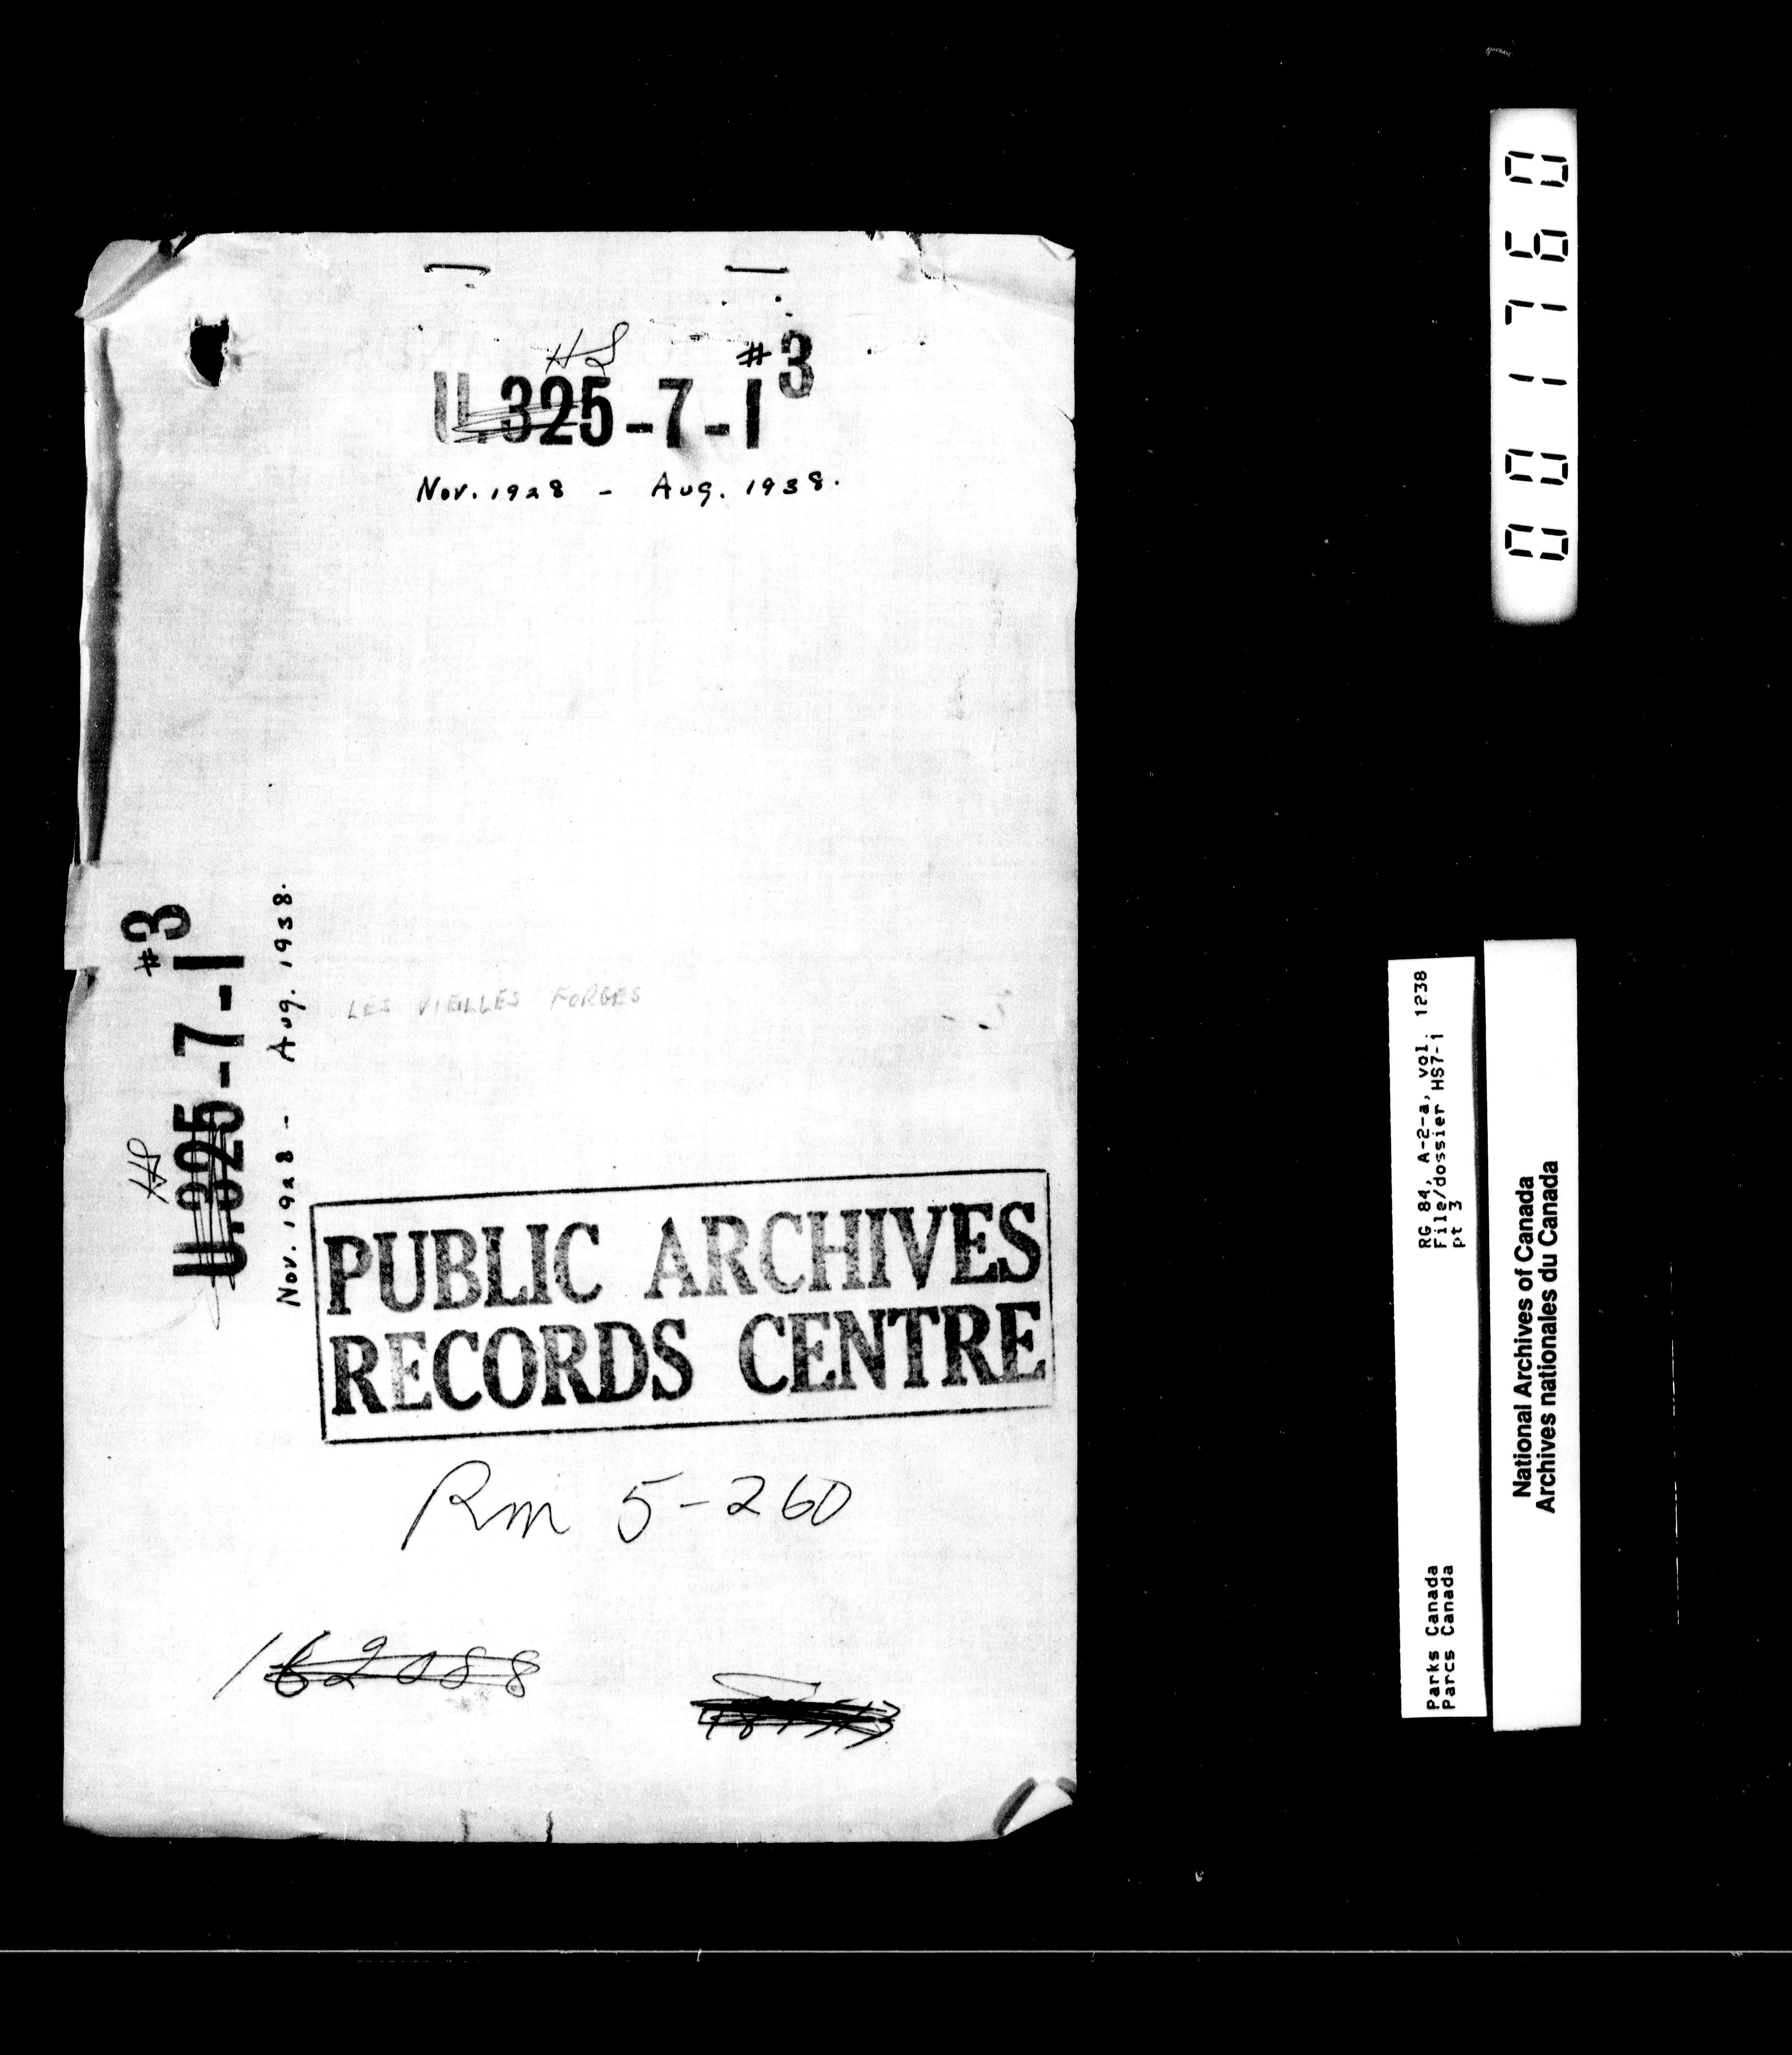 HS
U.325-7-1 #3
Nov. 1928 - Aug. 1938.
HS
U.325-7-1 #3
Nov. 1928 - Aug. 1938.
LES VIEILLES FORGES
PUBLIC ARCHIVES
RECORDS CENTRE
Rm 5-260
162088
001760
RG 84, A-2-a, vol. 1238
File/dossier HS7-1
pt 3
Parks Canada
Parcs Canada
National Archives of Canada
Archives nationales du Canada